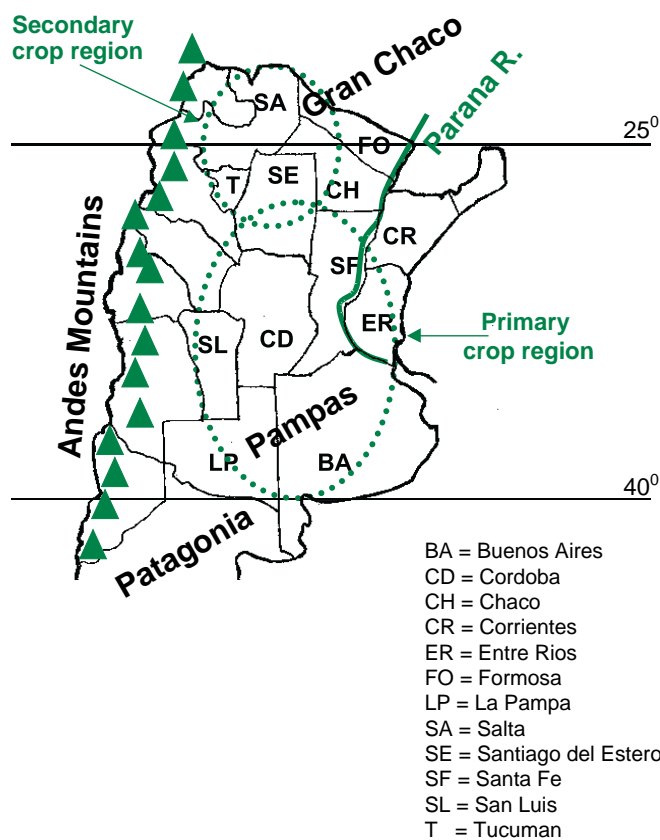 Secondary
crop region
Gran Chaco
Parana R.
SA
FO
25⁰
T
SE
CH
CR
SF
Andes Mountains
SL
CD
ER
Primary
crop region
Pampas
LP
BA
40⁰
Patagonia
BA = Buenos Aires
CD = Cordoba
CH = Chaco
CR = Corrientes
ER = Entre Rios
FO = Formosa
LP = La Pampa
SA = Salta
SE = Santiago del Estero
SF = Santa Fe
SL = San Luis
T = Tucuman